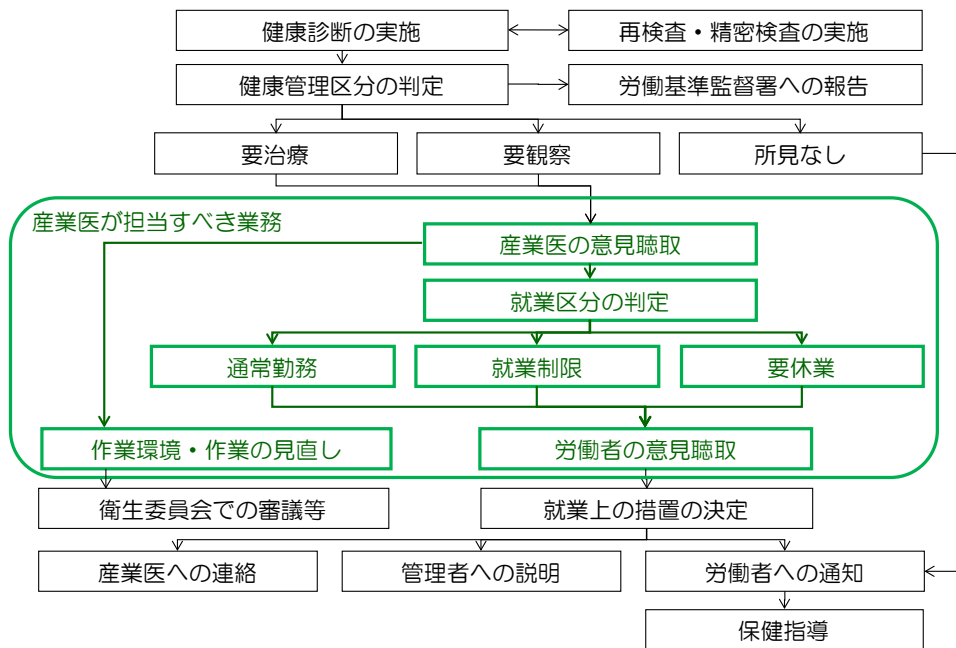 健康診断の実施
再検査・精密検査の実施
健康管理区分の判定
労働基準監督署への報告
要治療
要観察
所見なし
産業医が担当すべき業務
産業医の意見聴取
就業区分の判定
通常勤務
就業制限
要休業
作業環境・作業の見直し
労働者の意見聴取
衛生委員会での審議等
就業上の措置の決定
産業医への連絡
管理者への説明
労働者への通知
保健指導